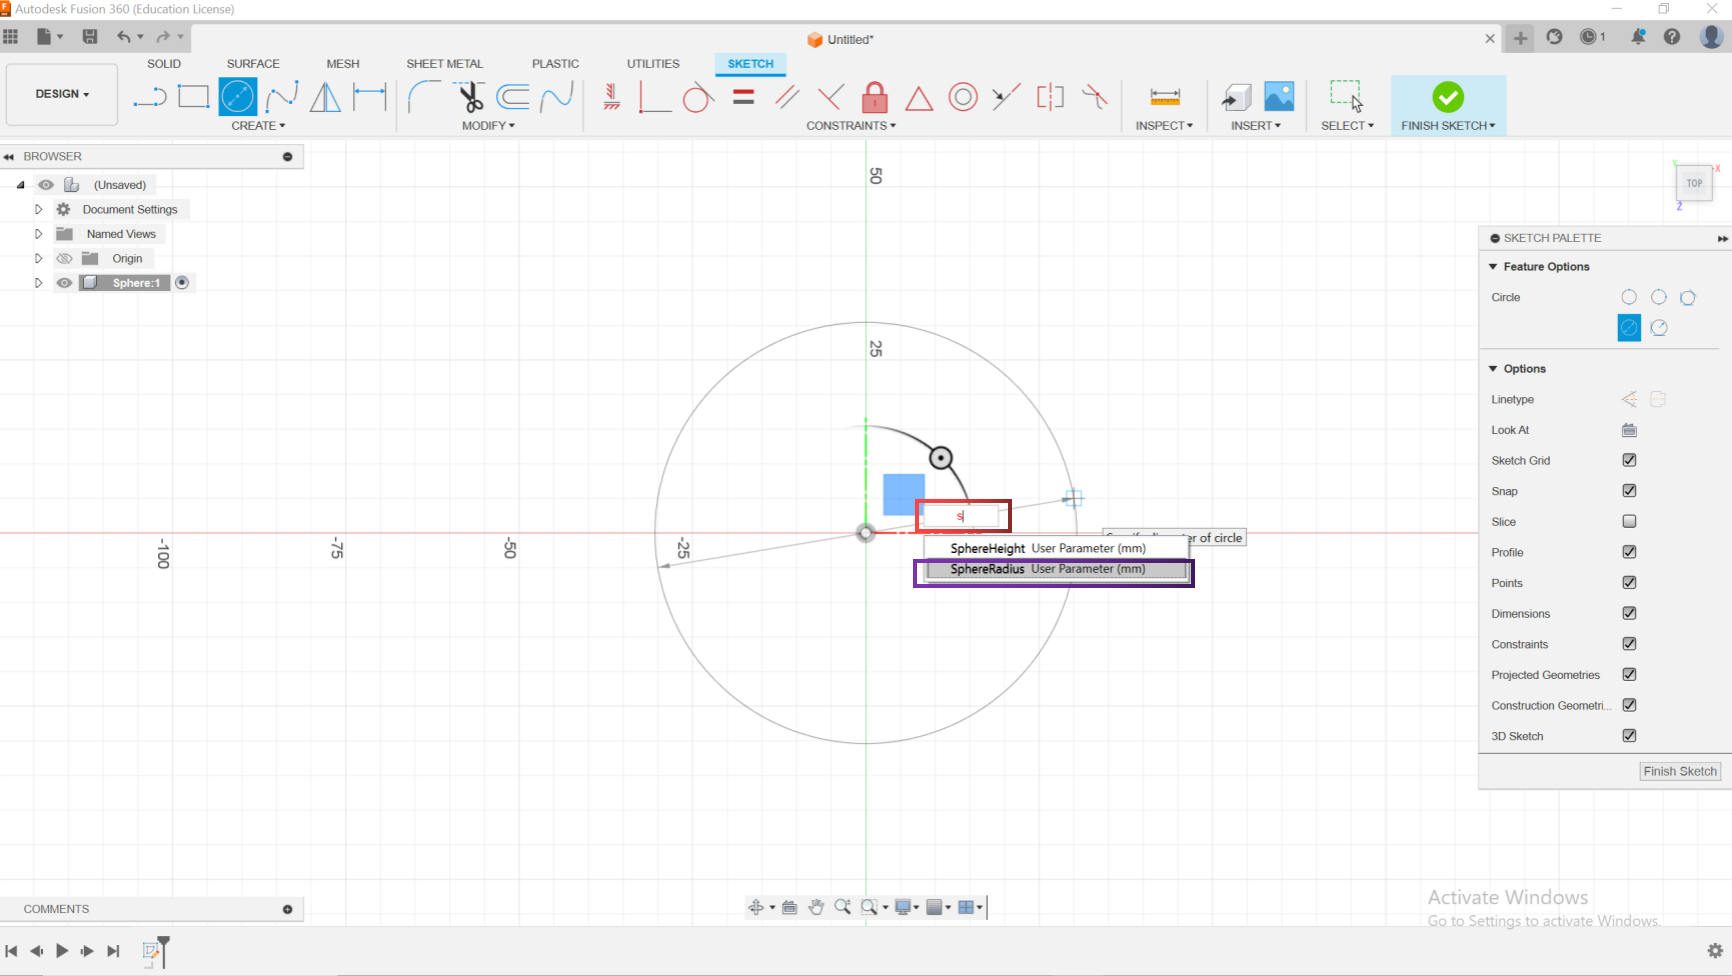 Autodesk Fusion 360 (Education License)
Untitled*
1
SOLID
SURFACE
MESH
SHEET METAL
PLASTIC
UTILITIES
SKETCH
DESIGN
CREATE
MODIFY
CONSTRAINTS
INSPECT
INSERT
SELECT
FINISH SKETCH
BROWSER
(Unsaved)
Document Settings
Named Views
Origin
Sphere:1
50
25
-100
-75
-50
-25
s
of circle
SphereHeight User Parameter (mm)
SphereRadius User Parameter (mm)
Y
X
TOP
Z
SKETCH PALETTE
Feature Options
Circle
Options
Linetype
Look At
Sketch Grid
Snap
Slice
Profile
Points
Dimensions
Constraints
Projected Geometries
Construction Geometri...
3D Sketch
Finish Sketch
Activate Windows
Go to Settings to activate Windows.
COMMENTS